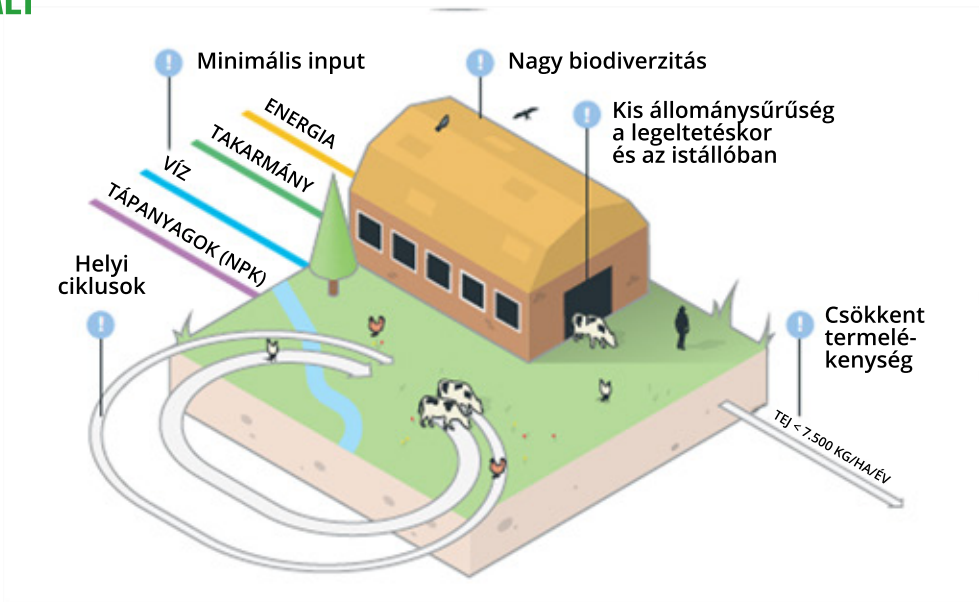 Minimális input
Nagy biodiverzitás
Kis állománysűrűség
a legeltetéskor
és az istállóban
ENERGIA
TAKARMÁNY
VÍZ
TÁPANYAGOK (NPK)
Helyi
ciklusok
Csökkent
termelé-
kenység
TEJ < 7.500 KG/HA/ÉV